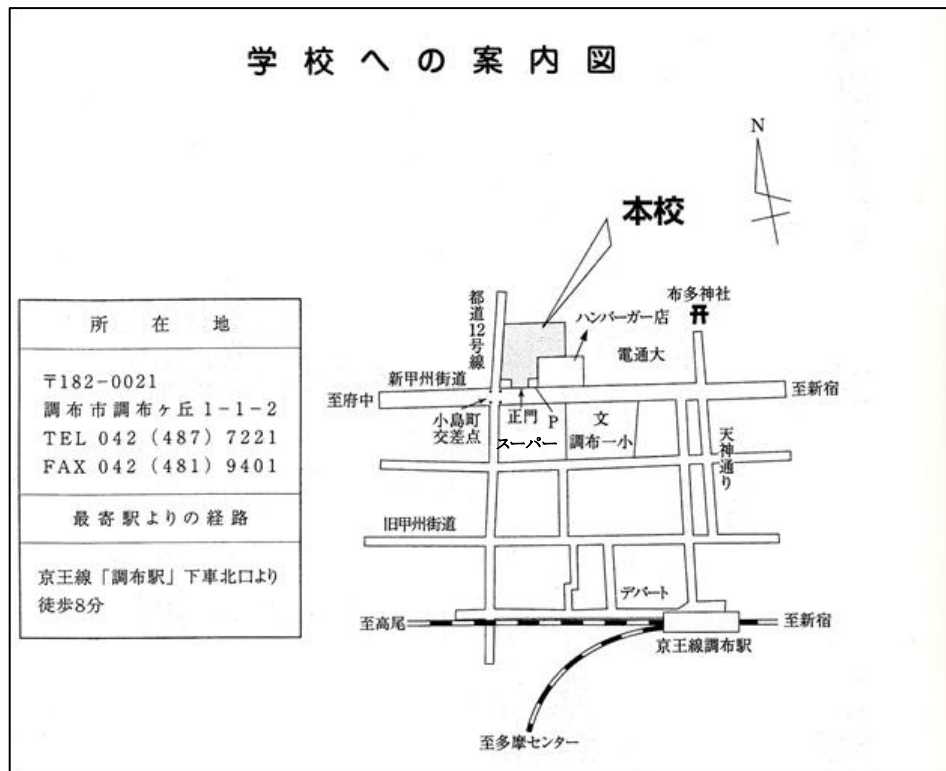 学校への案内図
N
本校
所在地
〒182-0021
調布市調布ヶ丘1-1-2
TEL 042 (487) 7221
FAX 042 (481) 9401
最寄駅よりの経路
京王線「調布駅」下車北口より
徒歩8分
都道12号線
布多神社
ハンバーガー店
電通大
新甲州街道
至府中
至新宿
小島町
交差点
正門
P
文
スーパー
調布一小
天神通り
旧甲州街道
デパート
至高尾
至新宿
京王線調布駅
至多摩センター